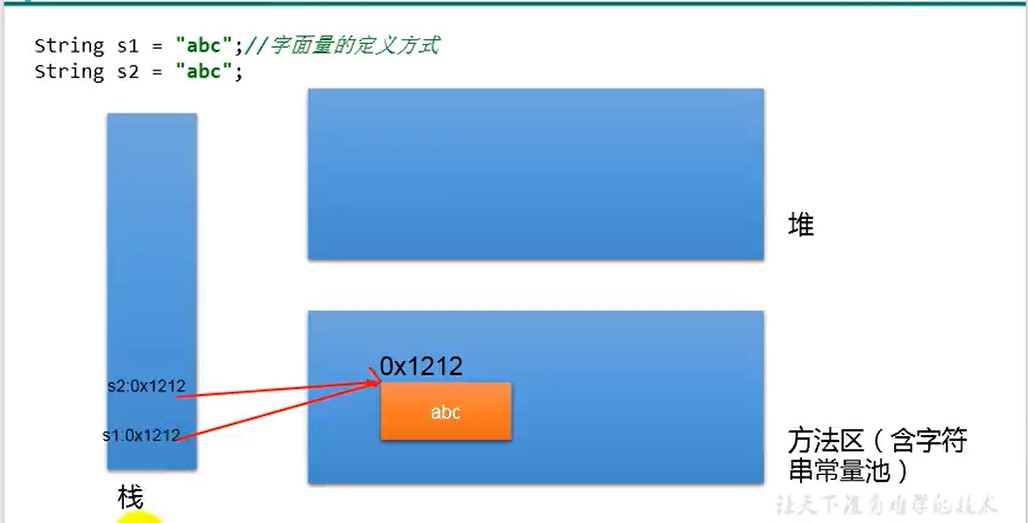 String s1 = "abc";//字面量的定义方式
String s2 = "abc";
堆
0x1212
s2:0x1212
abc
s1:0x1212
方法区（含字符
串常量池）
栈
让天下没有难学的技术